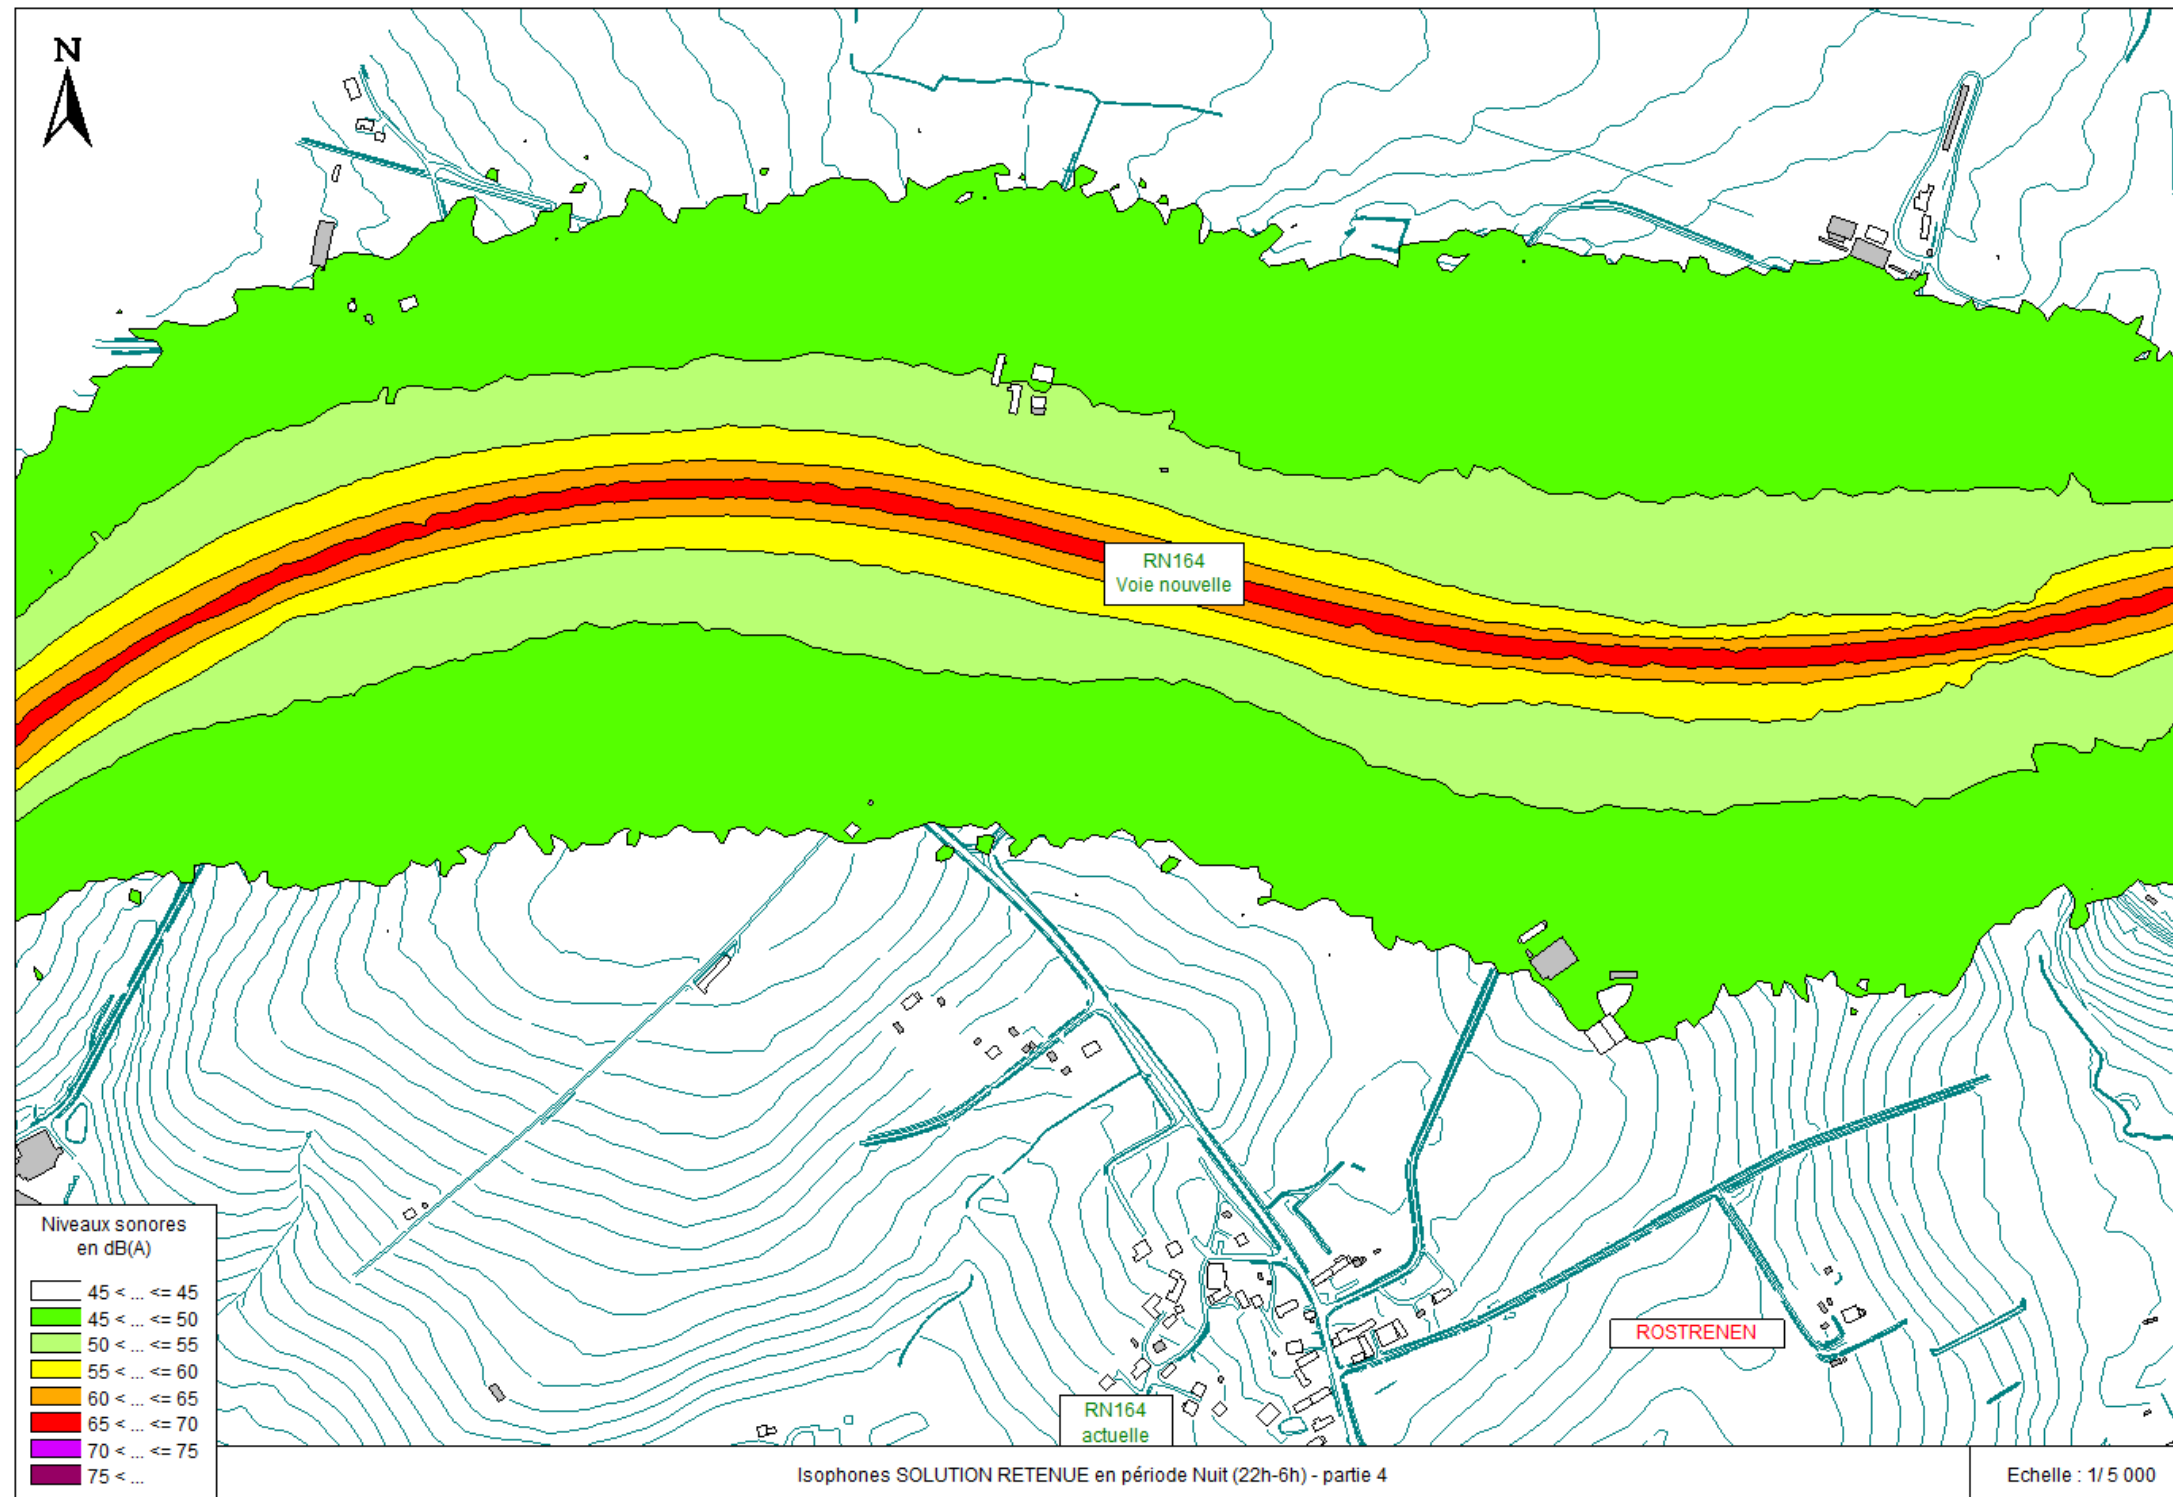 N
RN164
Voie nouvelle
ROSTRENEN
RN164
actuelle
Niveaux sonores
en dB(A)
45 < ... <= 45
45 < ... <= 50
50 < ... <= 55
55 < ... <= 60
60 < ... <= 65
65 < ... <= 70
70 < ... <= 75
75 < ...
Isophones SOLUTION RETENUE en période Nuit (22h-6h) - partie 4
Echelle : 1/ 5 000